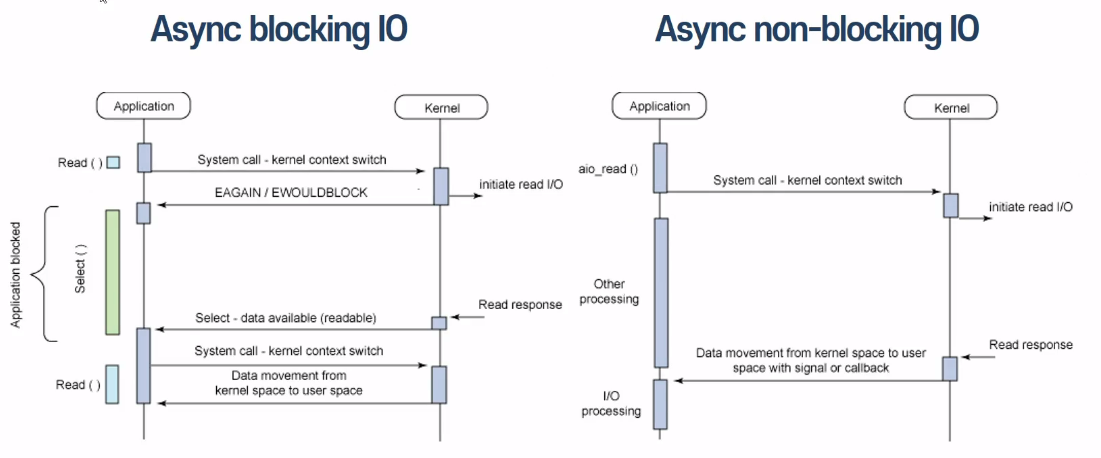 Async blocking IO
Application
Kernel
Read ( )
System call - kernel context switch
initiate read I/O
EAGAIN / EWOULDBLOCK
Application blocked
Select ( )
Read response
Select - data available (readable)
System call - kernel context switch
Read ( )
Data movement from
kernel space to user space
Async non-blocking IO
Application
Kernel
aio_read ()
System call - kernel context switch
initiate read I/O
Other
processing
Read response
Data movement from kernel space to user
space with signal or callback
I/O
processing